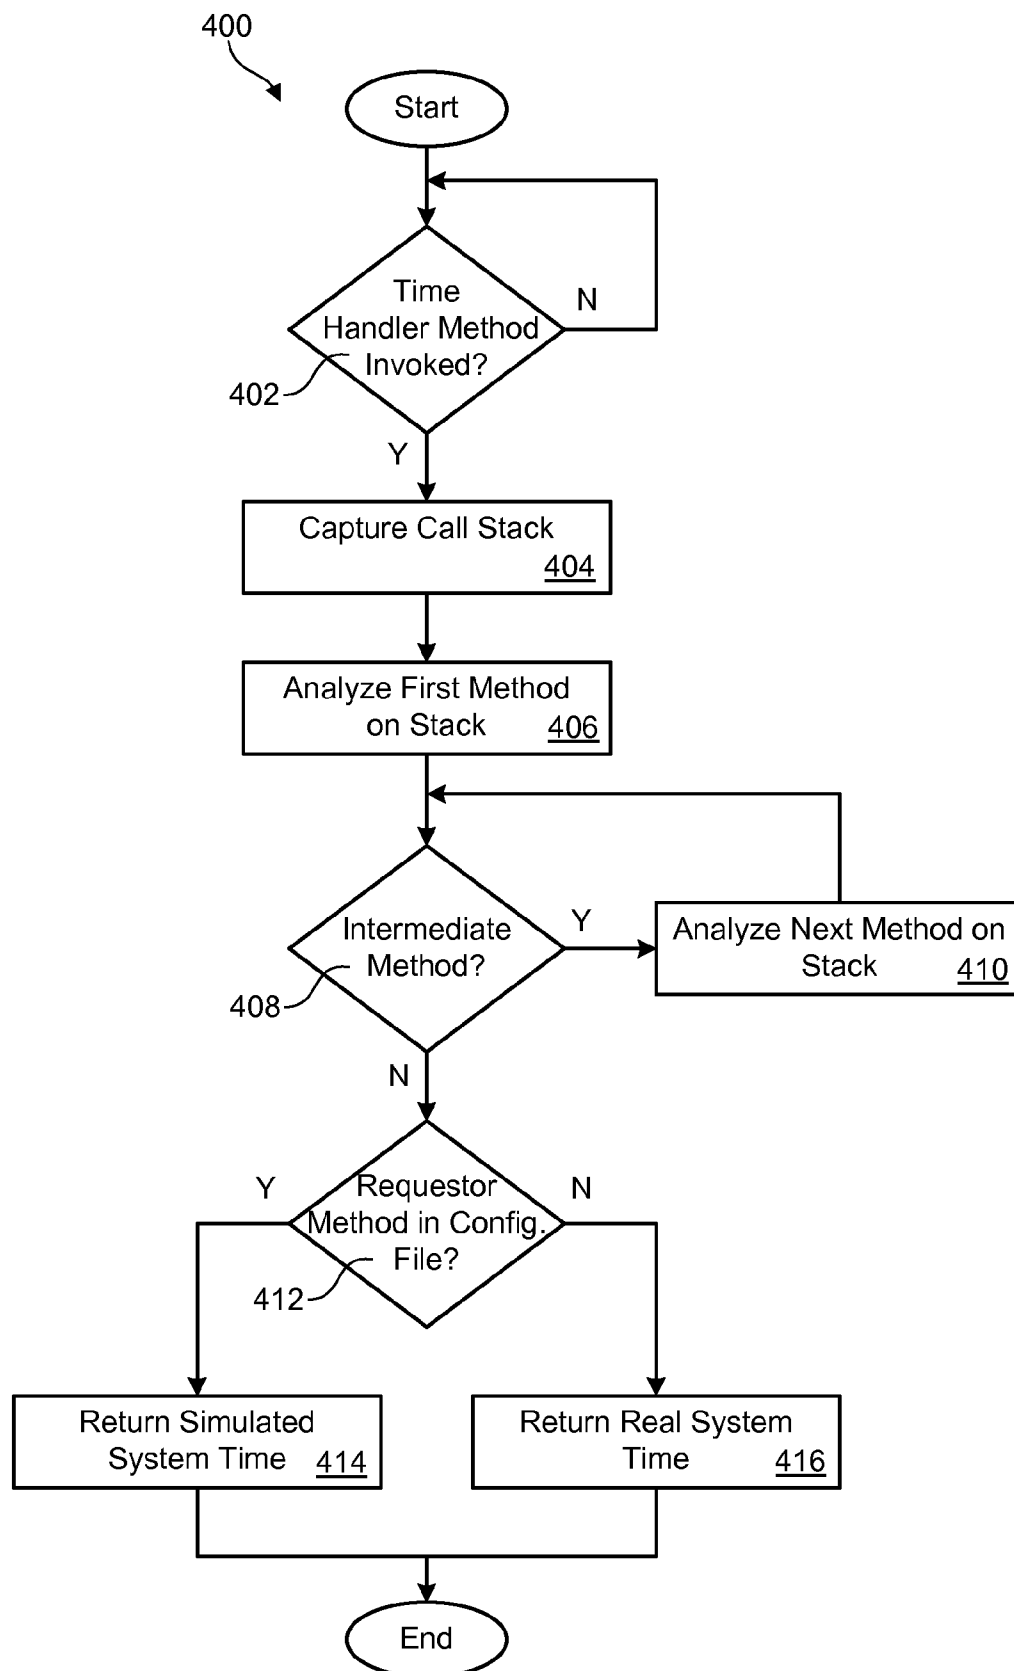 400
Start
Time
Handler Method
Invoked?
N
402
Y
Capture Call Stack
404
Analyze First Method
on Stack
406
Intermediate
Method?
Y
408
Analyze Next Method on
Stack
410
N
Requestor
Method in Config.
File?
Y
N
412
Return Simulated
System Time
414
Return Real System
Time
416
End